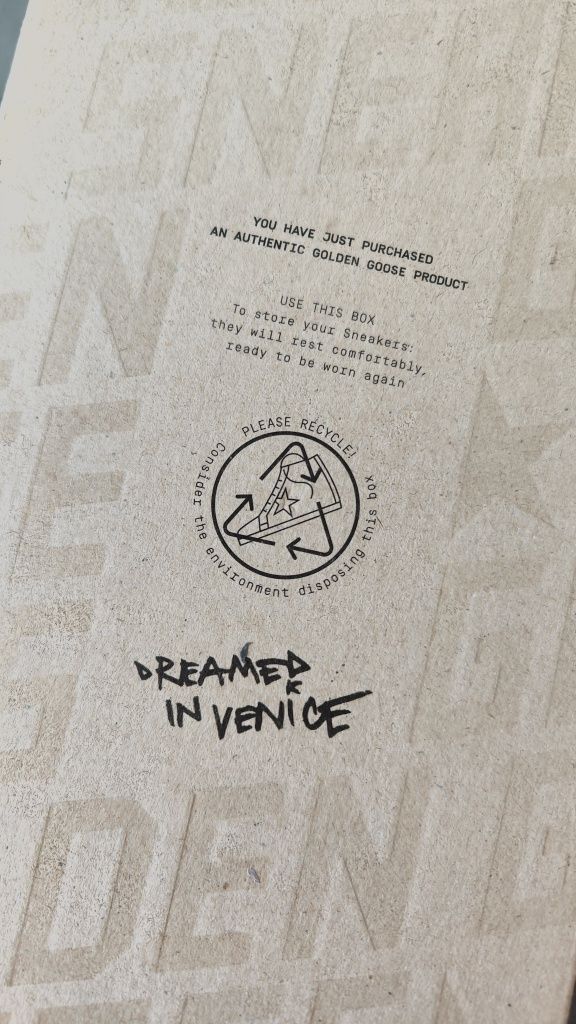 YOU HAVE JUST PURCHASED
AN AUTHENTIC GOLDEN GOOSE PRODUCT
USE THIS BOX
To store your Sneakers:
they will rest comfortably,
ready to be worn again
PLEASE RECYCLE!
Consider the environment disposing this box
DREAMED
IN VENICE
DEN